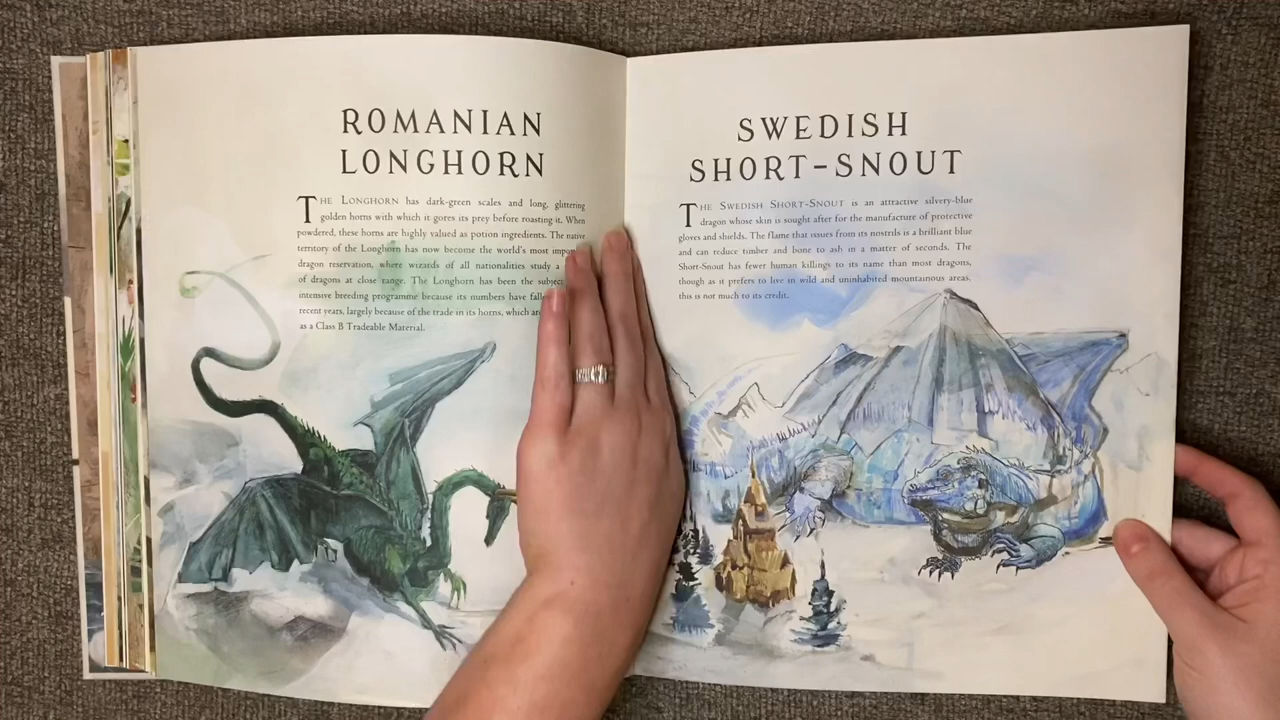 ROMANIAN
LONGHORN
THE LONGHORN has dark-green scales and long, glittering
golden horns with which it gores its prey before roasting it. When
powdered, these horns are highly valued as potion ingredients. The native
territory of the Longhorn has now become the world's most
dragon reservation, where wizards of all nationalities study a
of dragons at close range. The Longhorn has been the subject
intensive breeding programme because its numbers have
recent years, largely because of the trade in its horns, which
as a Class B Tradeable Material.
SWEDISH
SHORT-SNOUT
THE SWEDISH SHORT-SNOUT is an attractive silvery-blue
dragon whose skin is sought after for the manufacture of protective
gloves and shields. The flame that issues from its nostrils is a brilliant blue
and can reduce timber and bone to ash in a matter of seconds. The
Short-Snout has fewer human killings to its name than most dragons,
though as it prefers to live in wild and uninhabited mountainous areas,
this is not much to its credit.